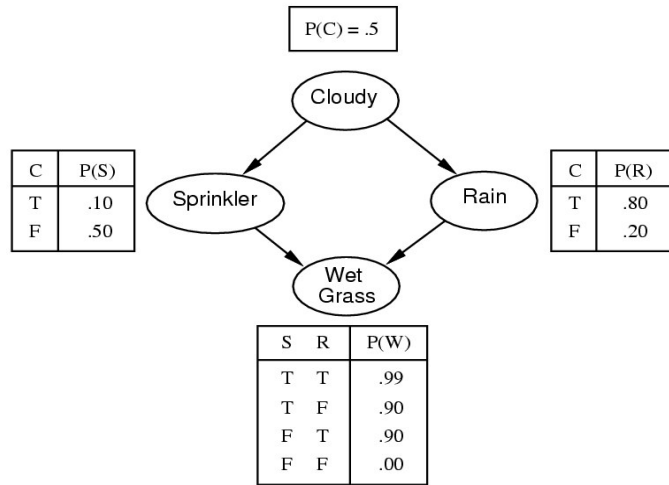 P(C) = .5
Cloudy
C P(S)
T .10
F .50
Sprinkler
Rain
C P(R)
T .80
F .20
Wet
Grass
S R P(W)
T T .99
T F .90
F T .90
F F .00